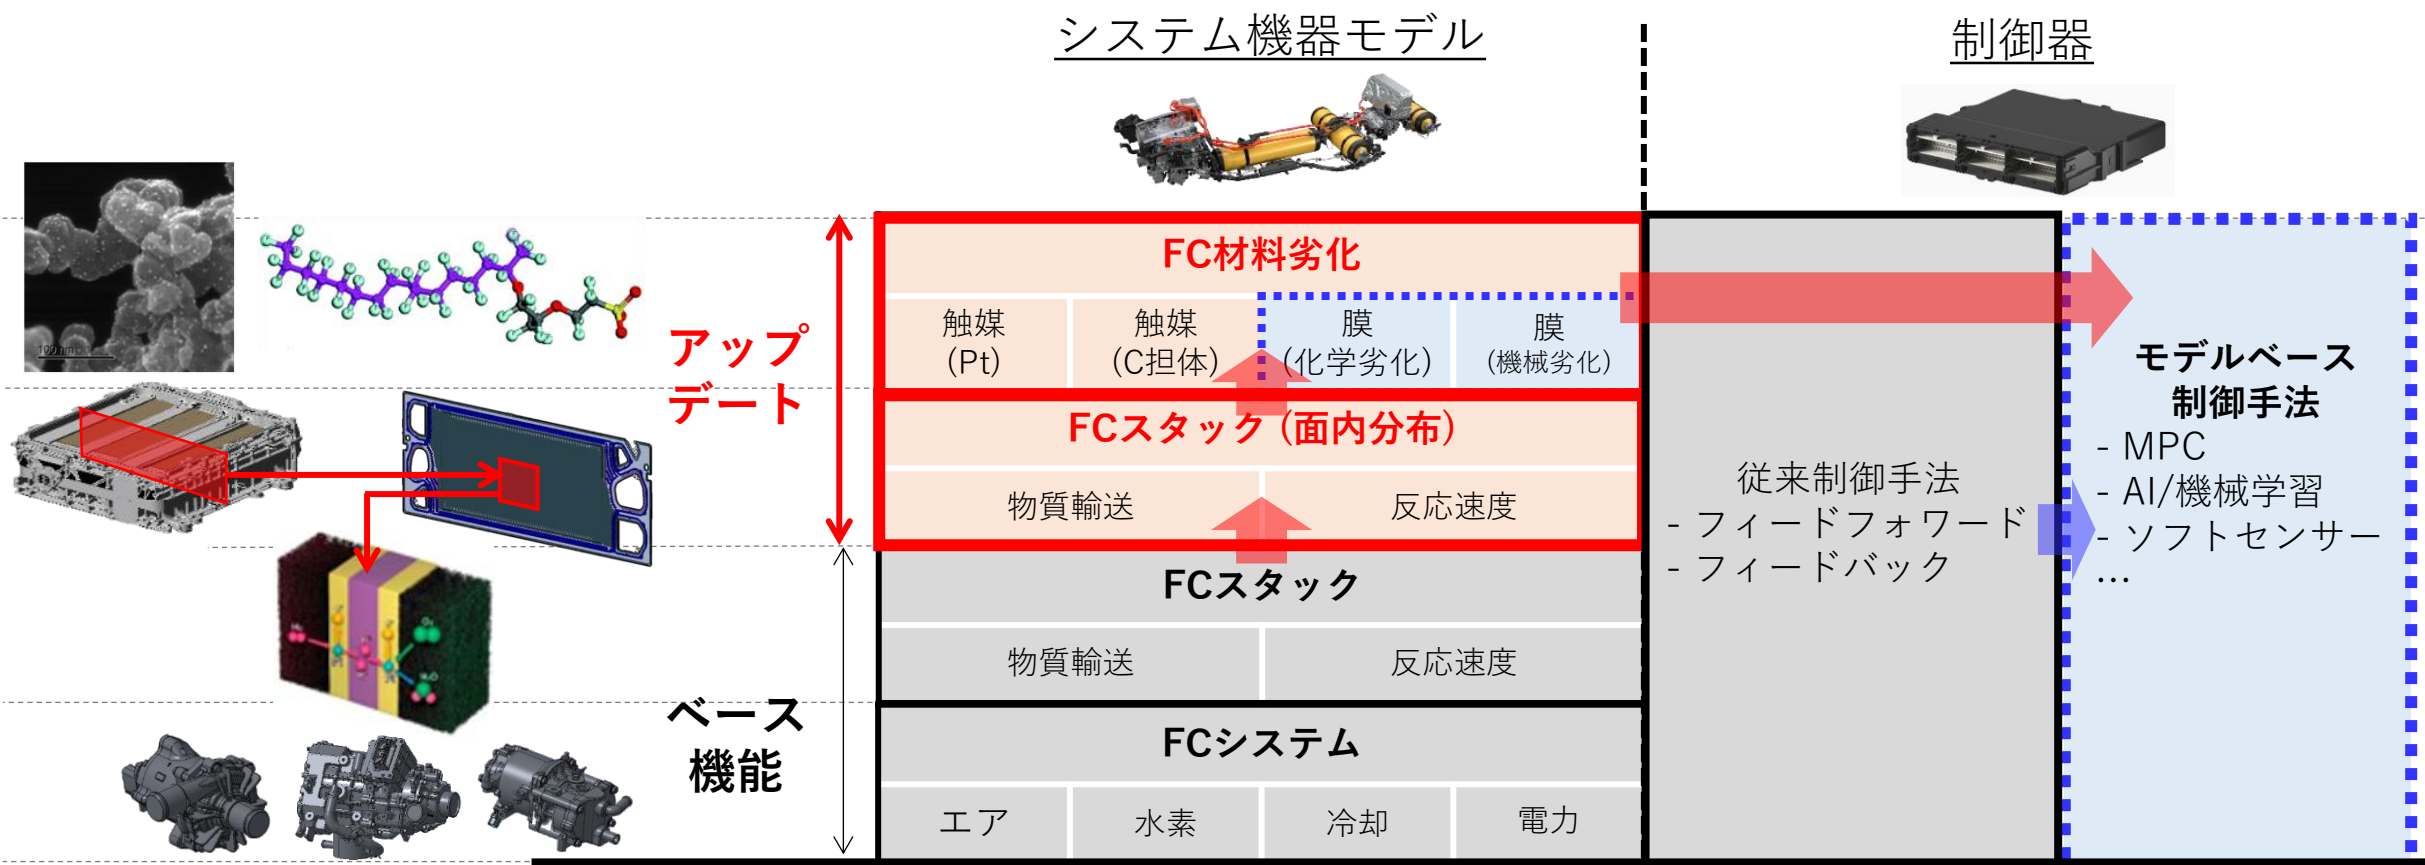 システム機器モデル
制御器
100 nm
アップ
デート
ベース
機能
FC材料劣化
触媒
(Pt)
触媒
(C担体)
膜
(化学劣化)
膜
(機械劣化)
FCスタック (面内分布)
物質輸送
反応速度
FCスタック
物質輸送
反応速度
FCシステム
エア
水素
冷却
電力
従来制御手法
- フィードフォワード
- フィードバック
モデルベース
制御手法
- MPC
- AI/機械学習
- ソフトセンサー
...